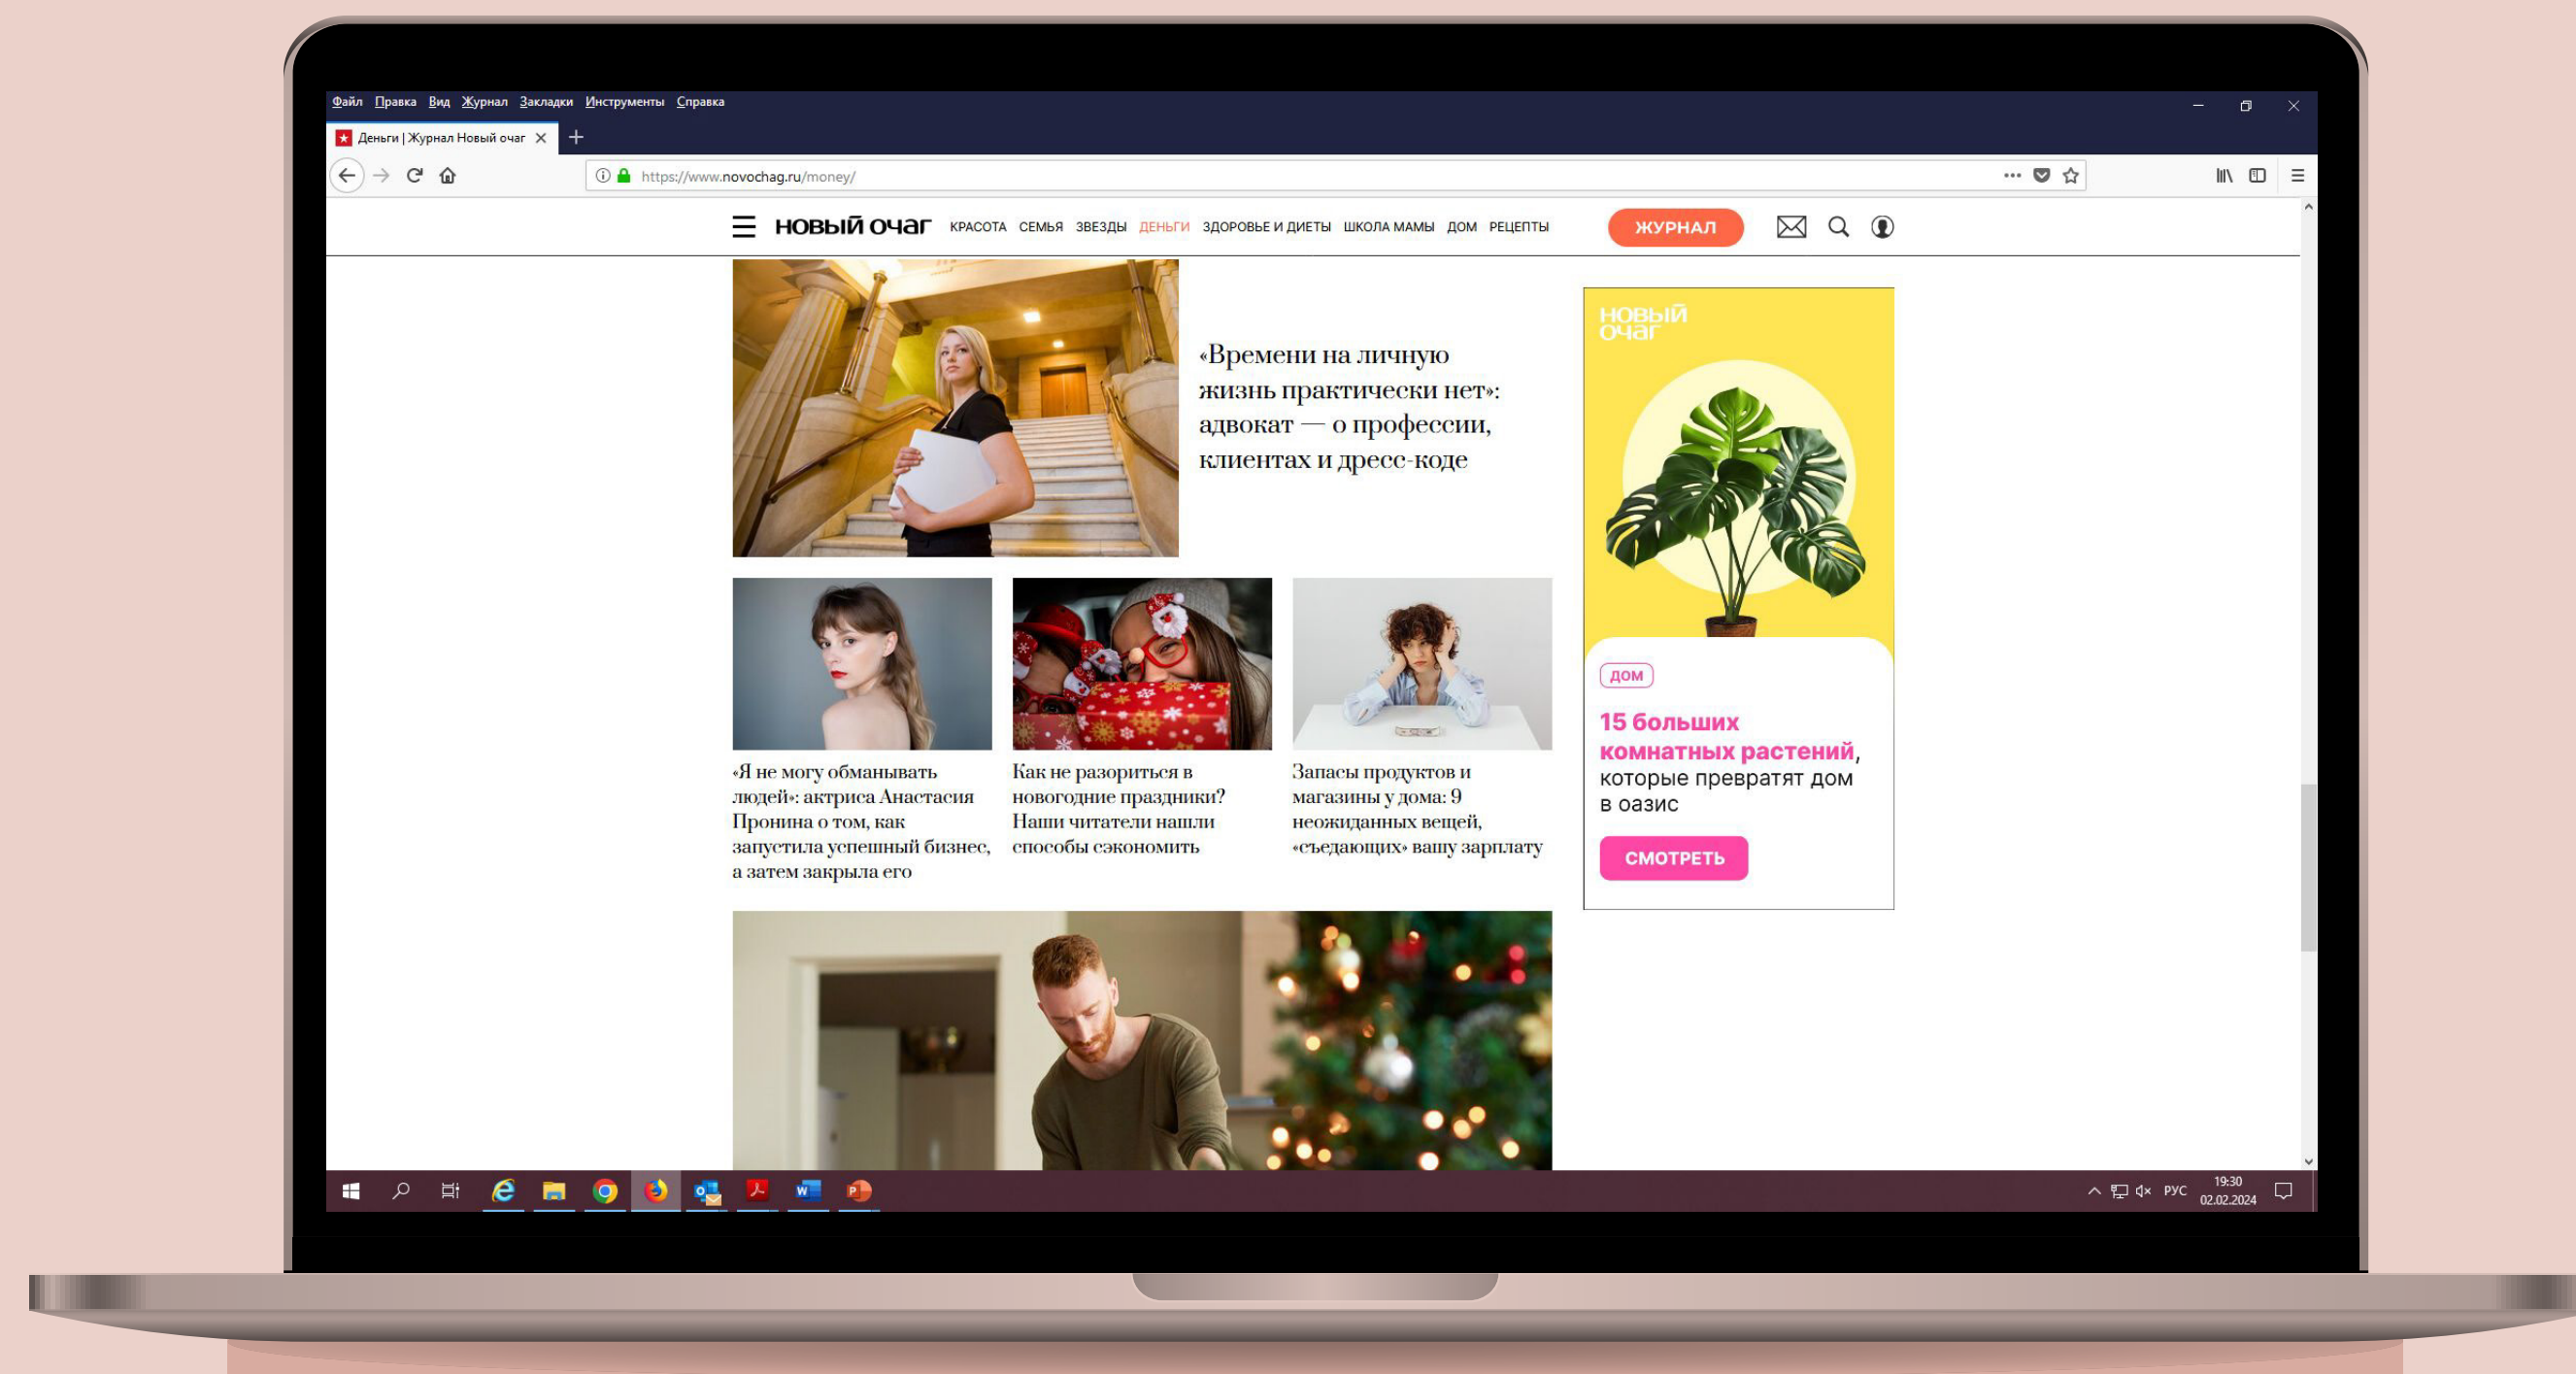 Файл Правка Вид Журнал Закладки Инструменты Справка
Деньги | Журнал Новый очаг
https://www.novochag.ru/money/
НОВЫЙ ОЧАГ КРАСОТА СЕМЬЯ ЗВЕЗДЫ ДЕНЬГИ ЗДОРОВЬЕ И ДИЕТЫ ШКОЛА МАМЫ ДОМ РЕЦЕПТЫ ЖУРНАЛ
«Времени на личную
жизнь практически нет»:
адвокат — о профессии,
клиентах и дресс-коде
«Я не могу обманывать
людей»: актриса Анастасия
Пронина о том, как
запустила успешный бизнес,
а затем закрыла его
Как не разориться в
новогодние праздники?
Наши читатели нашли
способы сэкономить
Запасы продуктов и
магазины у дома: 9
неожиданных вещей,
«съедающих» вашу зарплату
НОВЫЙ
ОЧАГ
ДОМ
15 больших
комнатных растений,
которые превратят дом
в оазис
СМОТРЕТЬ
РУС
19:30
02.02.2024